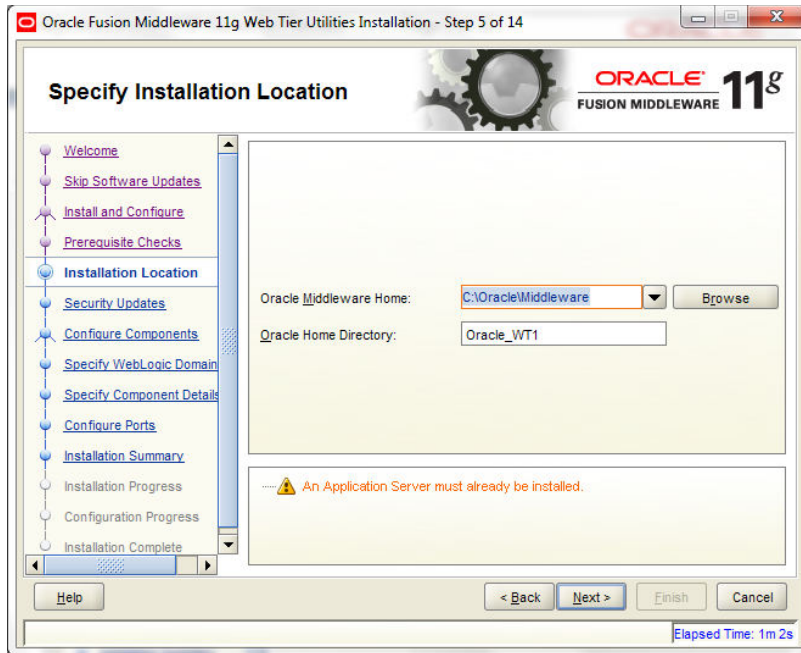 Oracle Fusion Middleware 11g Web Tier Utilities Installation - Step 5 of 14
Specify Installation Location
ORACLE
FUSION MIDDLEWARE
11g
Welcome
Skip Software Updates
Install and Configure
Prerequisite Checks
Installation Location
Security Updates
Configure Components
Specify WebLogic Domain
Specify Component Details
Configure Ports
Installation Summary
Installation Progress
Configuration Progress
Installation Complete
Oracle Middleware Home:
C:\Oracle\Middleware
Browse
Oracle Home Directory:
Oracle_WT1
An Application Server must already be installed.
Help
< Back
Next >
Finish
Cancel
Elapsed Time: 1m 2s